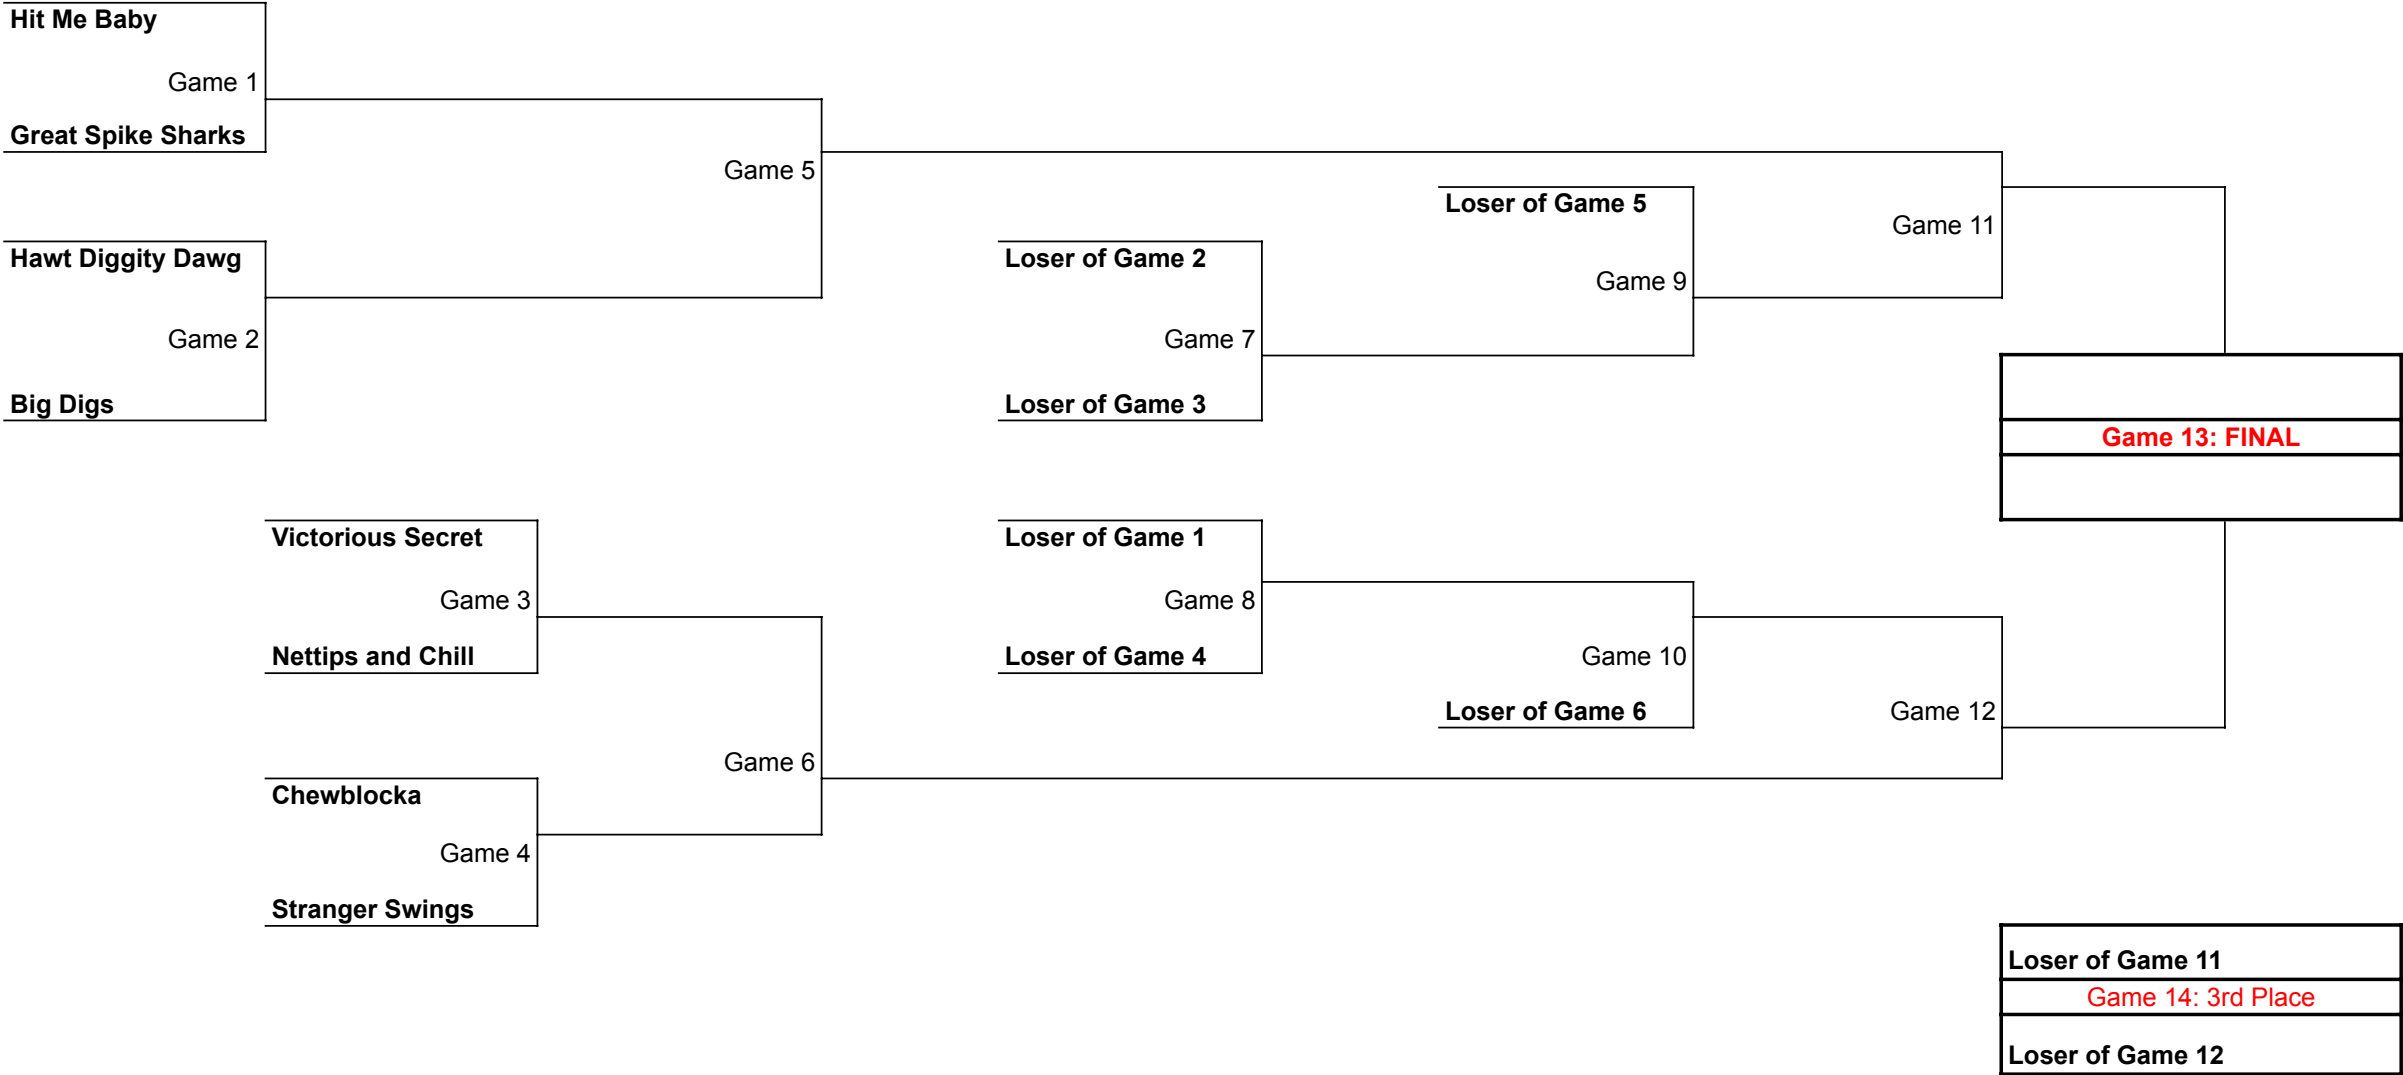 Hit Me Baby
Game 1
Great Spike Sharks
Game 5
Hawt Diggity Dawg
Game 2
Big Digs
Loser of Game 2
Game 7
Loser of Game 3
Loser of Game 5
Game 9
Game 11
Game 13: FINAL
Victorious Secret
Game 3
Nettips and Chill
Game 6
Chewblocka
Game 4
Stranger Swings
Loser of Game 1
Game 8
Loser of Game 4
Game 10
Loser of Game 6
Game 12
Loser of Game 11
Game 14: 3rd Place
Loser of Game 12